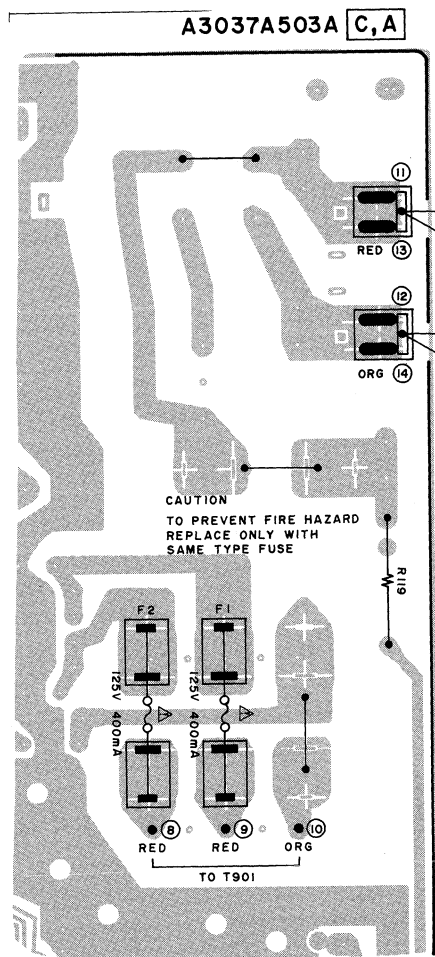 A3037A503A C, A
11
RED 13
12
ORG 14
CAUTION
TO PREVENT FIRE HAZARD
REPLACE ONLY WITH
SAME TYPE FUSE
R119
F2 F1
125V 400mA
125V 400mA
8 9 10
RED RED ORG
TO T901